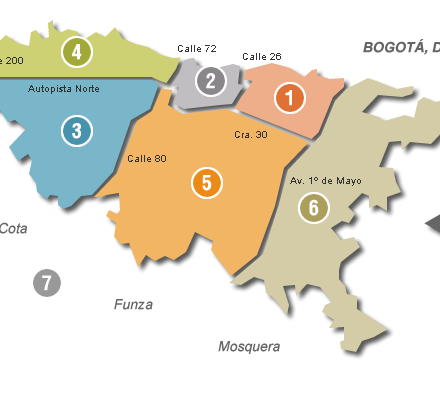 Calle 72
Calle 26
BOGOTÁ, D
200
4
2
1
Autopista Norte
3
Cra. 30
Calle 80
5
Av. 1º de Mayo
6
Cota
7
Funza
Mosquera